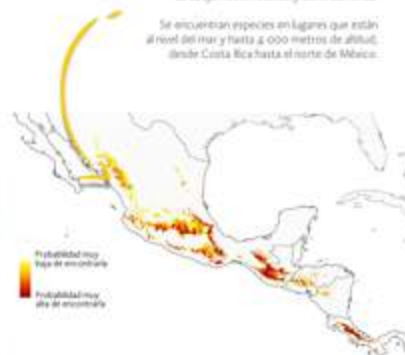 Se encuentran especies en lugares que están
al nivel del mar y hasta 4 000 metros de altitud,
desde Costa Rica hasta el norte de México.
Probabilidad muy
baja de encontrarla
Probabilidad muy
alta de encontrarla